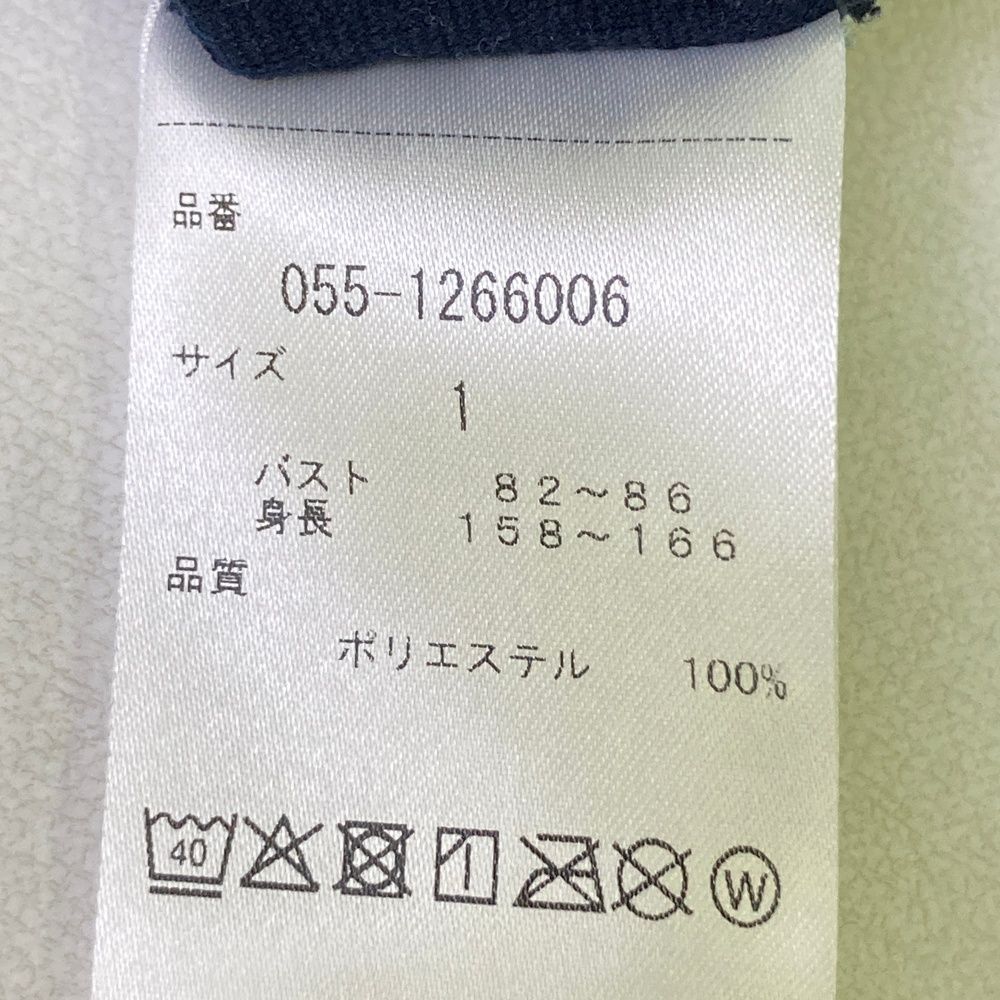 品番
055-1266006
サイズ
1
バスト 82～86
身長 158～166
品質
ポリエステル 100%
40 W